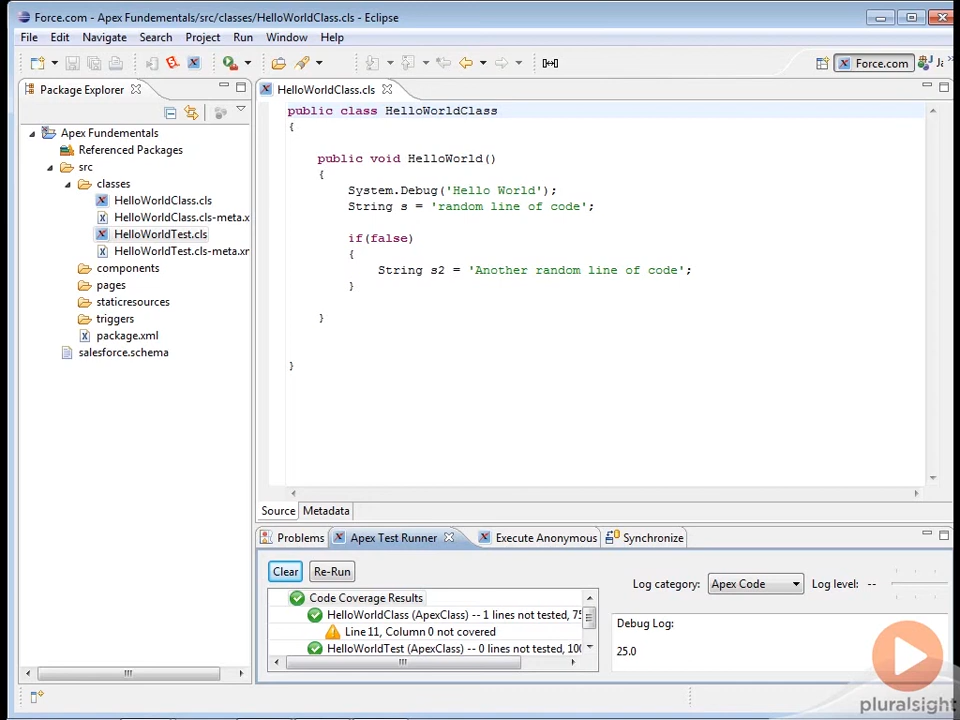 Force.com - Apex Fundementals/src/classes/HelloWorldClass.cls - Eclipse
File Edit Navigate Search Project Run Window Help
Force.com
Package Explorer
HelloWorldClass.cls
Apex Fundementals
Referenced Packages
src
classes
HelloWorldClass.cls
HelloWorldClass.cls-meta.x
HelloWorldTest.cls
HelloWorldTest.cls-meta.xr
components
pages
staticresources
triggers
package.xml
salesforce.schema
public class HelloWorldClass
{
public void HelloWorld()
{
System.Debug('Hello World');
String s = 'random line of code';
if(false)
{
String s2 = 'Another random line of code';
}
}
}
Source Metadata
Problems Apex Test Runner Execute Anonymous Synchronize
Clear Re-Run
Log category: Apex Code Log level: --
Code Coverage Results
HelloWorldClass (ApexClass) -- 1 lines not tested, 75
Line 11, Column 0 not covered
HelloWorldTest (ApexClass) -- 0 lines not tested, 100
Debug Log:
25.0
pluralsight